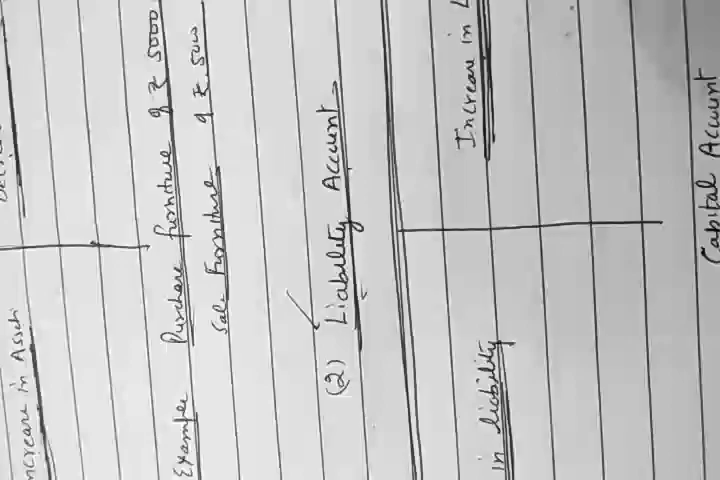 Increase in Assets
Example Purchase furniture of ₹ 5000
Sale Furniture of ₹. 500
(2) Liability Account -
in liability Increase in L
Capital Account